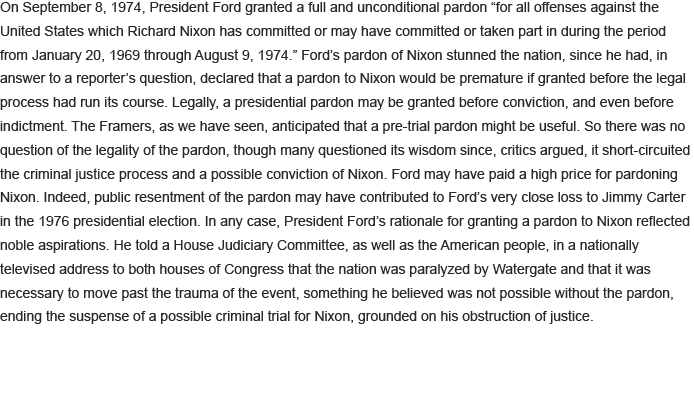 On September 8, 1974, President Ford granted a full and unconditional pardon “for all offenses against the
United States which Richard Nixon has committed or may have committed or taken part in during the period
from January 20, 1969 through August 9, 1974.” Ford’s pardon of Nixon stunned the nation, since he had, in
answer to a reporter’s question, declared that a pardon to Nixon would be premature if granted before the legal
process had run its course. Legally, a presidential pardon may be granted before conviction, and even before
indictment. The Framers, as we have seen, anticipated that a pre-trial pardon might be useful. So there was no
question of the legality of the pardon, though many questioned its wisdom since, critics argued, it short-circuited
the criminal justice process and a possible conviction of Nixon. Ford may have paid a high price for pardoning
Nixon. Indeed, public resentment of the pardon may have contributed to Ford’s very close loss to Jimmy Carter
in the 1976 presidential election. In any case, President Ford’s rationale for granting a pardon to Nixon reflected
noble aspirations. He told a House Judiciary Committee, as well as the American people, in a nationally
televised address to both houses of Congress that the nation was paralyzed by Watergate and that it was
necessary to move past the trauma of the event, something he believed was not possible without the pardon,
ending the suspense of a possible criminal trial for Nixon, grounded on his obstruction of justice.